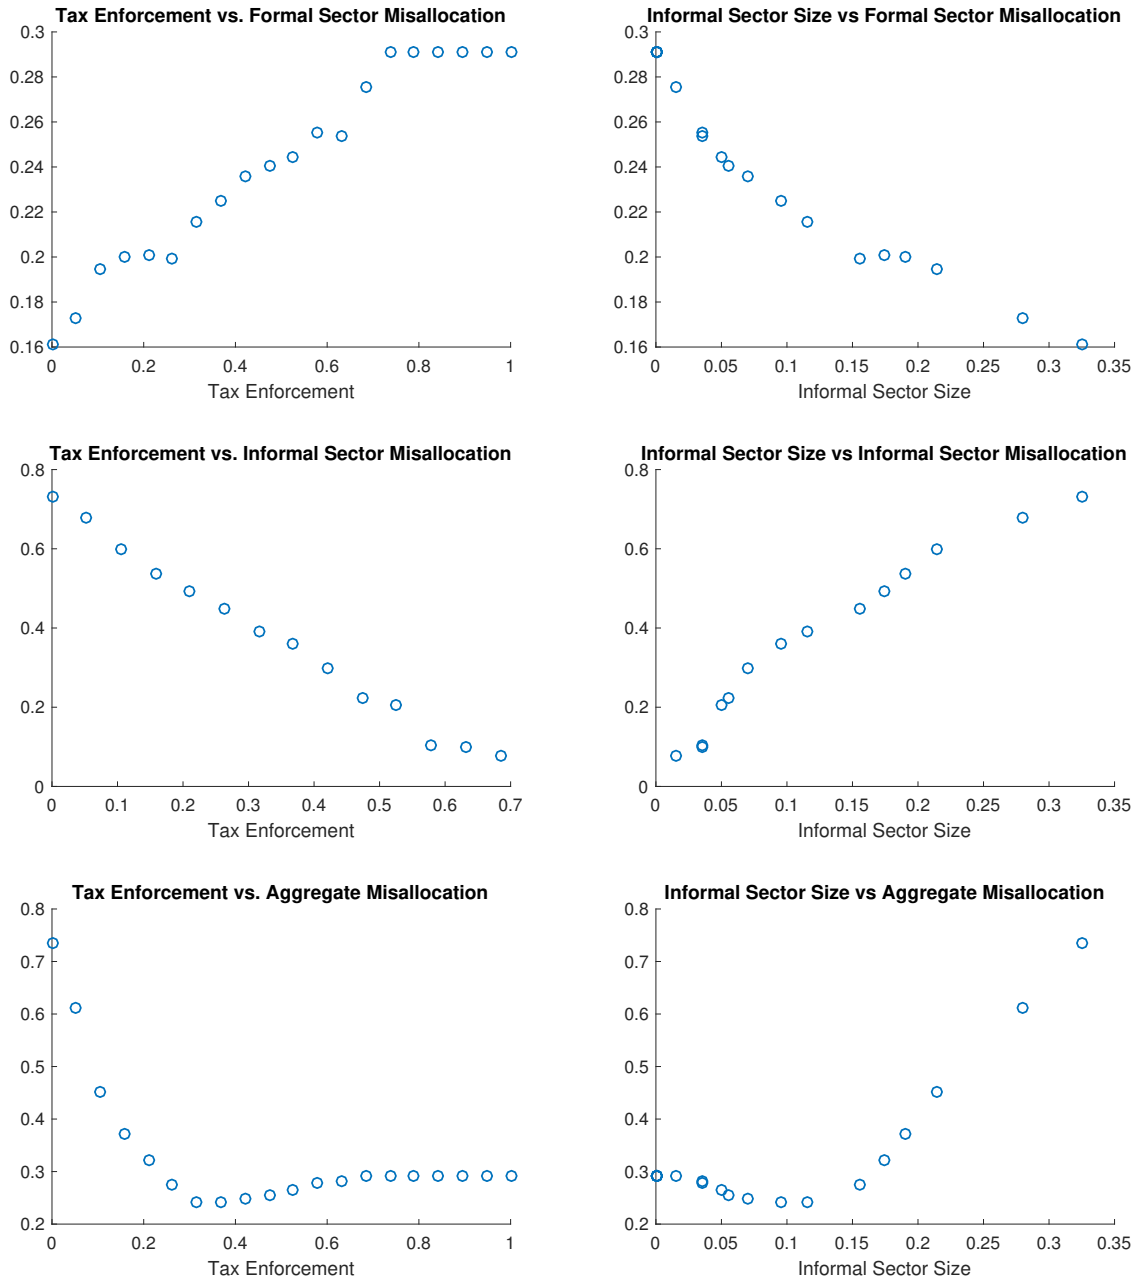 Tax Enforcement vs. Formal Sector Misallocation
0.3
0.28
0.26
0.24
0.22
0.2
0.18
0.16
0 0.2 0.4 0.6 0.8 1
Tax Enforcement
Informal Sector Size vs Formal Sector Misallocation
0.3
0.28
0.26
0.24
0.22
0.2
0.18
0.16
0 0.05 0.1 0.15 0.2 0.25 0.3 0.35
Informal Sector Size
Tax Enforcement vs. Informal Sector Misallocation
0.8
0.6
0.4
0.2
0
0 0.1 0.2 0.3 0.4 0.5 0.6 0.7
Tax Enforcement
Informal Sector Size vs Informal Sector Misallocation
0.8
0.6
0.4
0.2
0
0 0.05 0.1 0.15 0.2 0.25 0.3 0.35
Informal Sector Size
Tax Enforcement vs. Aggregate Misallocation
0.8
0.7
0.6
0.5
0.4
0.3
0.2
0 0.2 0.4 0.6 0.8 1
Tax Enforcement
Informal Sector Size vs Aggregate Misallocation
0.8
0.7
0.6
0.5
0.4
0.3
0.2
0 0.05 0.1 0.15 0.2 0.25 0.3 0.35
Informal Sector Size